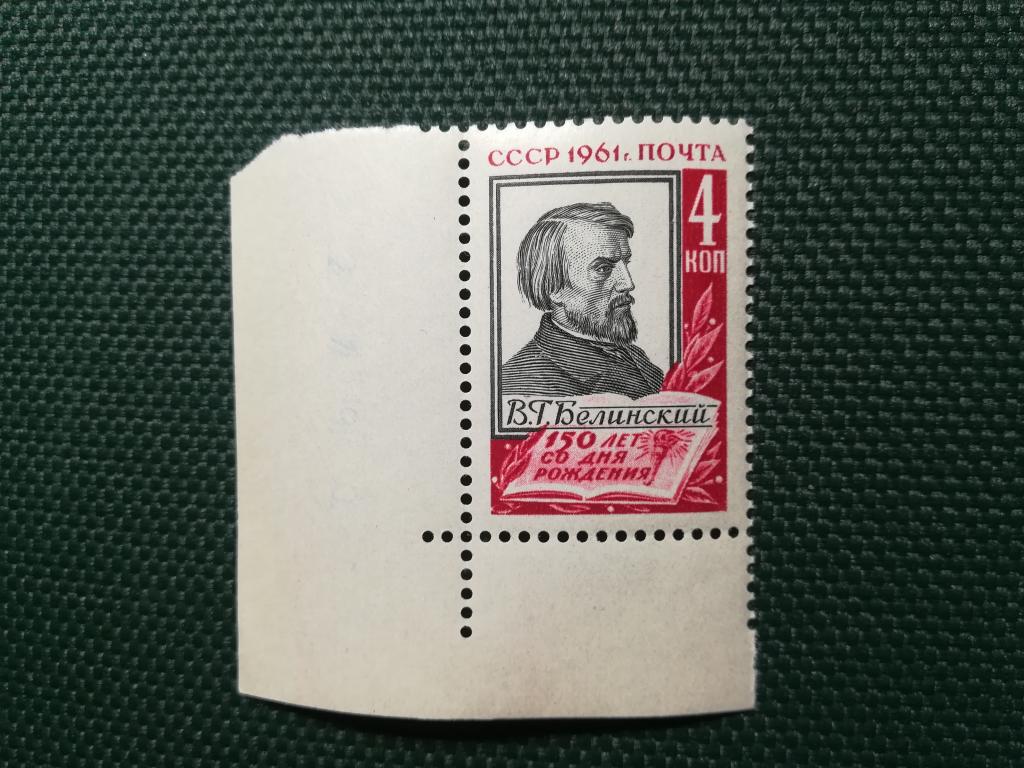 СССР 1961г. ПОЧТА
4
КОП
В.Г. Белинский
150 ЛЕТ
СО ДНЯ
РОЖДЕНИЯ